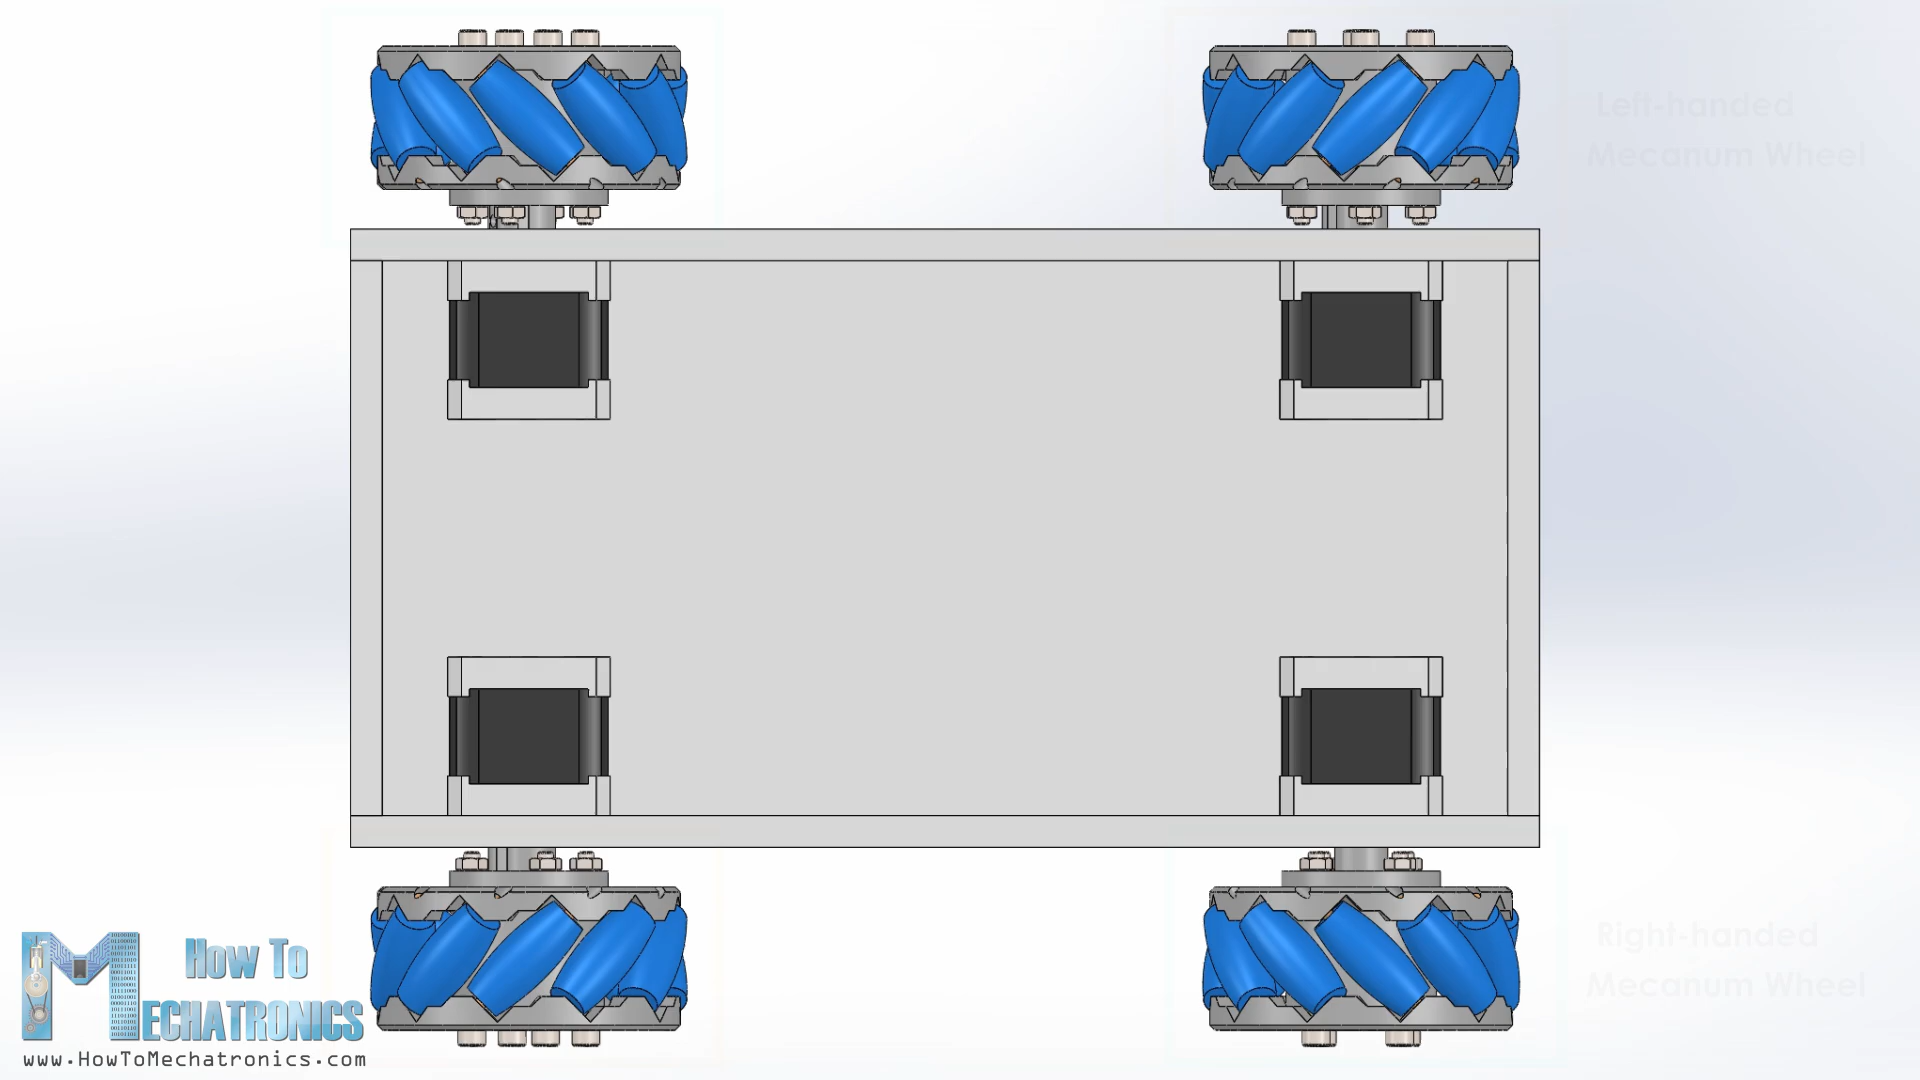 Left-handed
Mecanum Wheel
Right-handed
Mecanum Wheel
How To
MECHATRONICS
www.HowToMechatronics.com